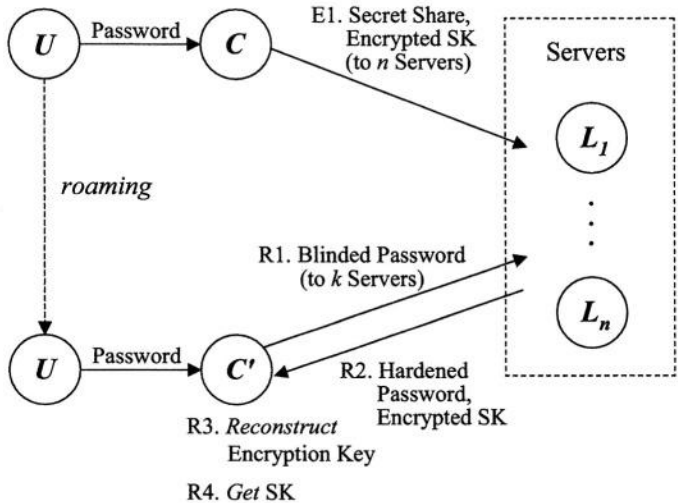 U
Password
C
E1. Secret Share,
Encrypted SK
(to n Servers)
Servers
L1
roaming
R1. Blinded Password
(to k Servers)
Ln
U
Password
C'
R2. Hardened
Password,
Encrypted SK
R3. Reconstruct
Encryption Key
R4. Get SK